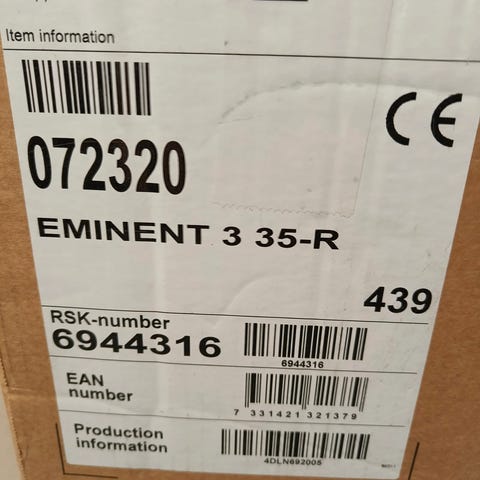 Item information
CE
072320
EMINENT 3 35-R
439
RSK-number
6944316
6944316
EAN
number
7 331421 321379
Production
information
4DLN692005